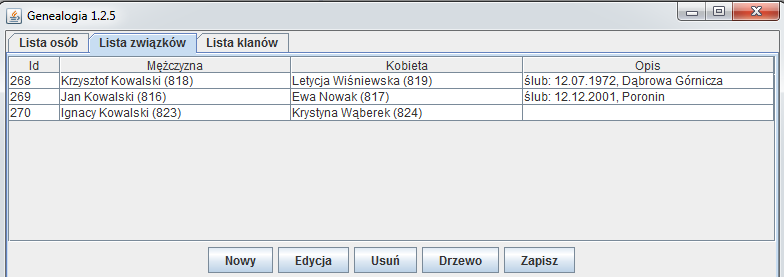 Genealogia 1.2.5
Lista osób Lista związków Lista klanów
Id Mężczyzna Kobieta Opis
268 Krzysztof Kowalski (818) Letycja Wiśniewska (819) ślub: 12.07.1972, Dąbrowa Górnicza
269 Jan Kowalski (816) Ewa Nowak (817) ślub: 12.12.2001, Poronin
270 Ignacy Kowalski (823) Krystyna Wąberek (824)
Nowy Edycja Usuń Drzewo Zapisz